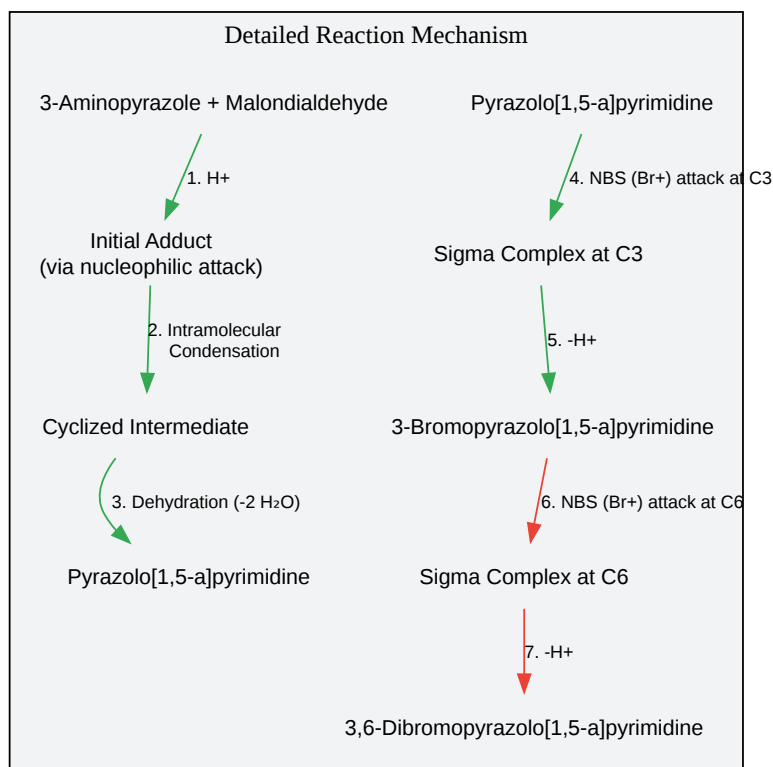 Detailed Reaction Mechanism
3-Aminopyrazole + Malondialdehyde
1. H+
Initial Adduct
(via nucleophilic attack)
2. Intramolecular
Condensation
Cyclized Intermediate
3. Dehydration (-2 H₂O)
Pyrazolo[1,5-a]pyrimidine
Pyrazolo[1,5-a]pyrimidine
4. NBS (Br+) attack at C3
Sigma Complex at C3
5. -H+
3-Bromopyrazolo[1,5-a]pyrimidine
6. NBS (Br+) attack at C6
Sigma Complex at C6
7. -H+
3,6-Dibromopyrazolo[1,5-a]pyrimidine